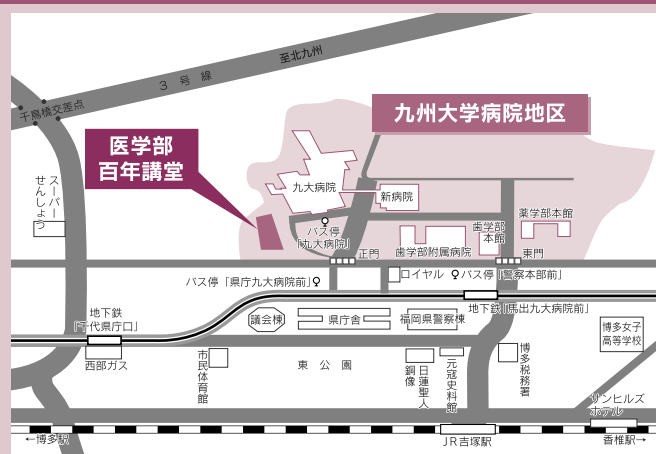 至北九州
3号線
千鳥橋交差点
九州大学病院地区
医学部
百年講堂
スーパー
せんしょう
九大病院
新病院
バス停
「九大病院」
歯学部
本館
薬学部本館
正門
歯学部附属病院
東門
バス停「県庁九大病院前」
ロイヤル
バス停「警察本部前」
地下鉄
「千代県庁口」
議会棟
県庁舎
福岡県警察棟
地下鉄「馬出九大病院前」
博多女子
高等学校
西部ガス
市民体育館
東公園
日蓮聖人
銅像
元寇史料館
博多税務署
サンヒルズ
ホテル
←博多駅
JR吉塚駅
香椎駅→